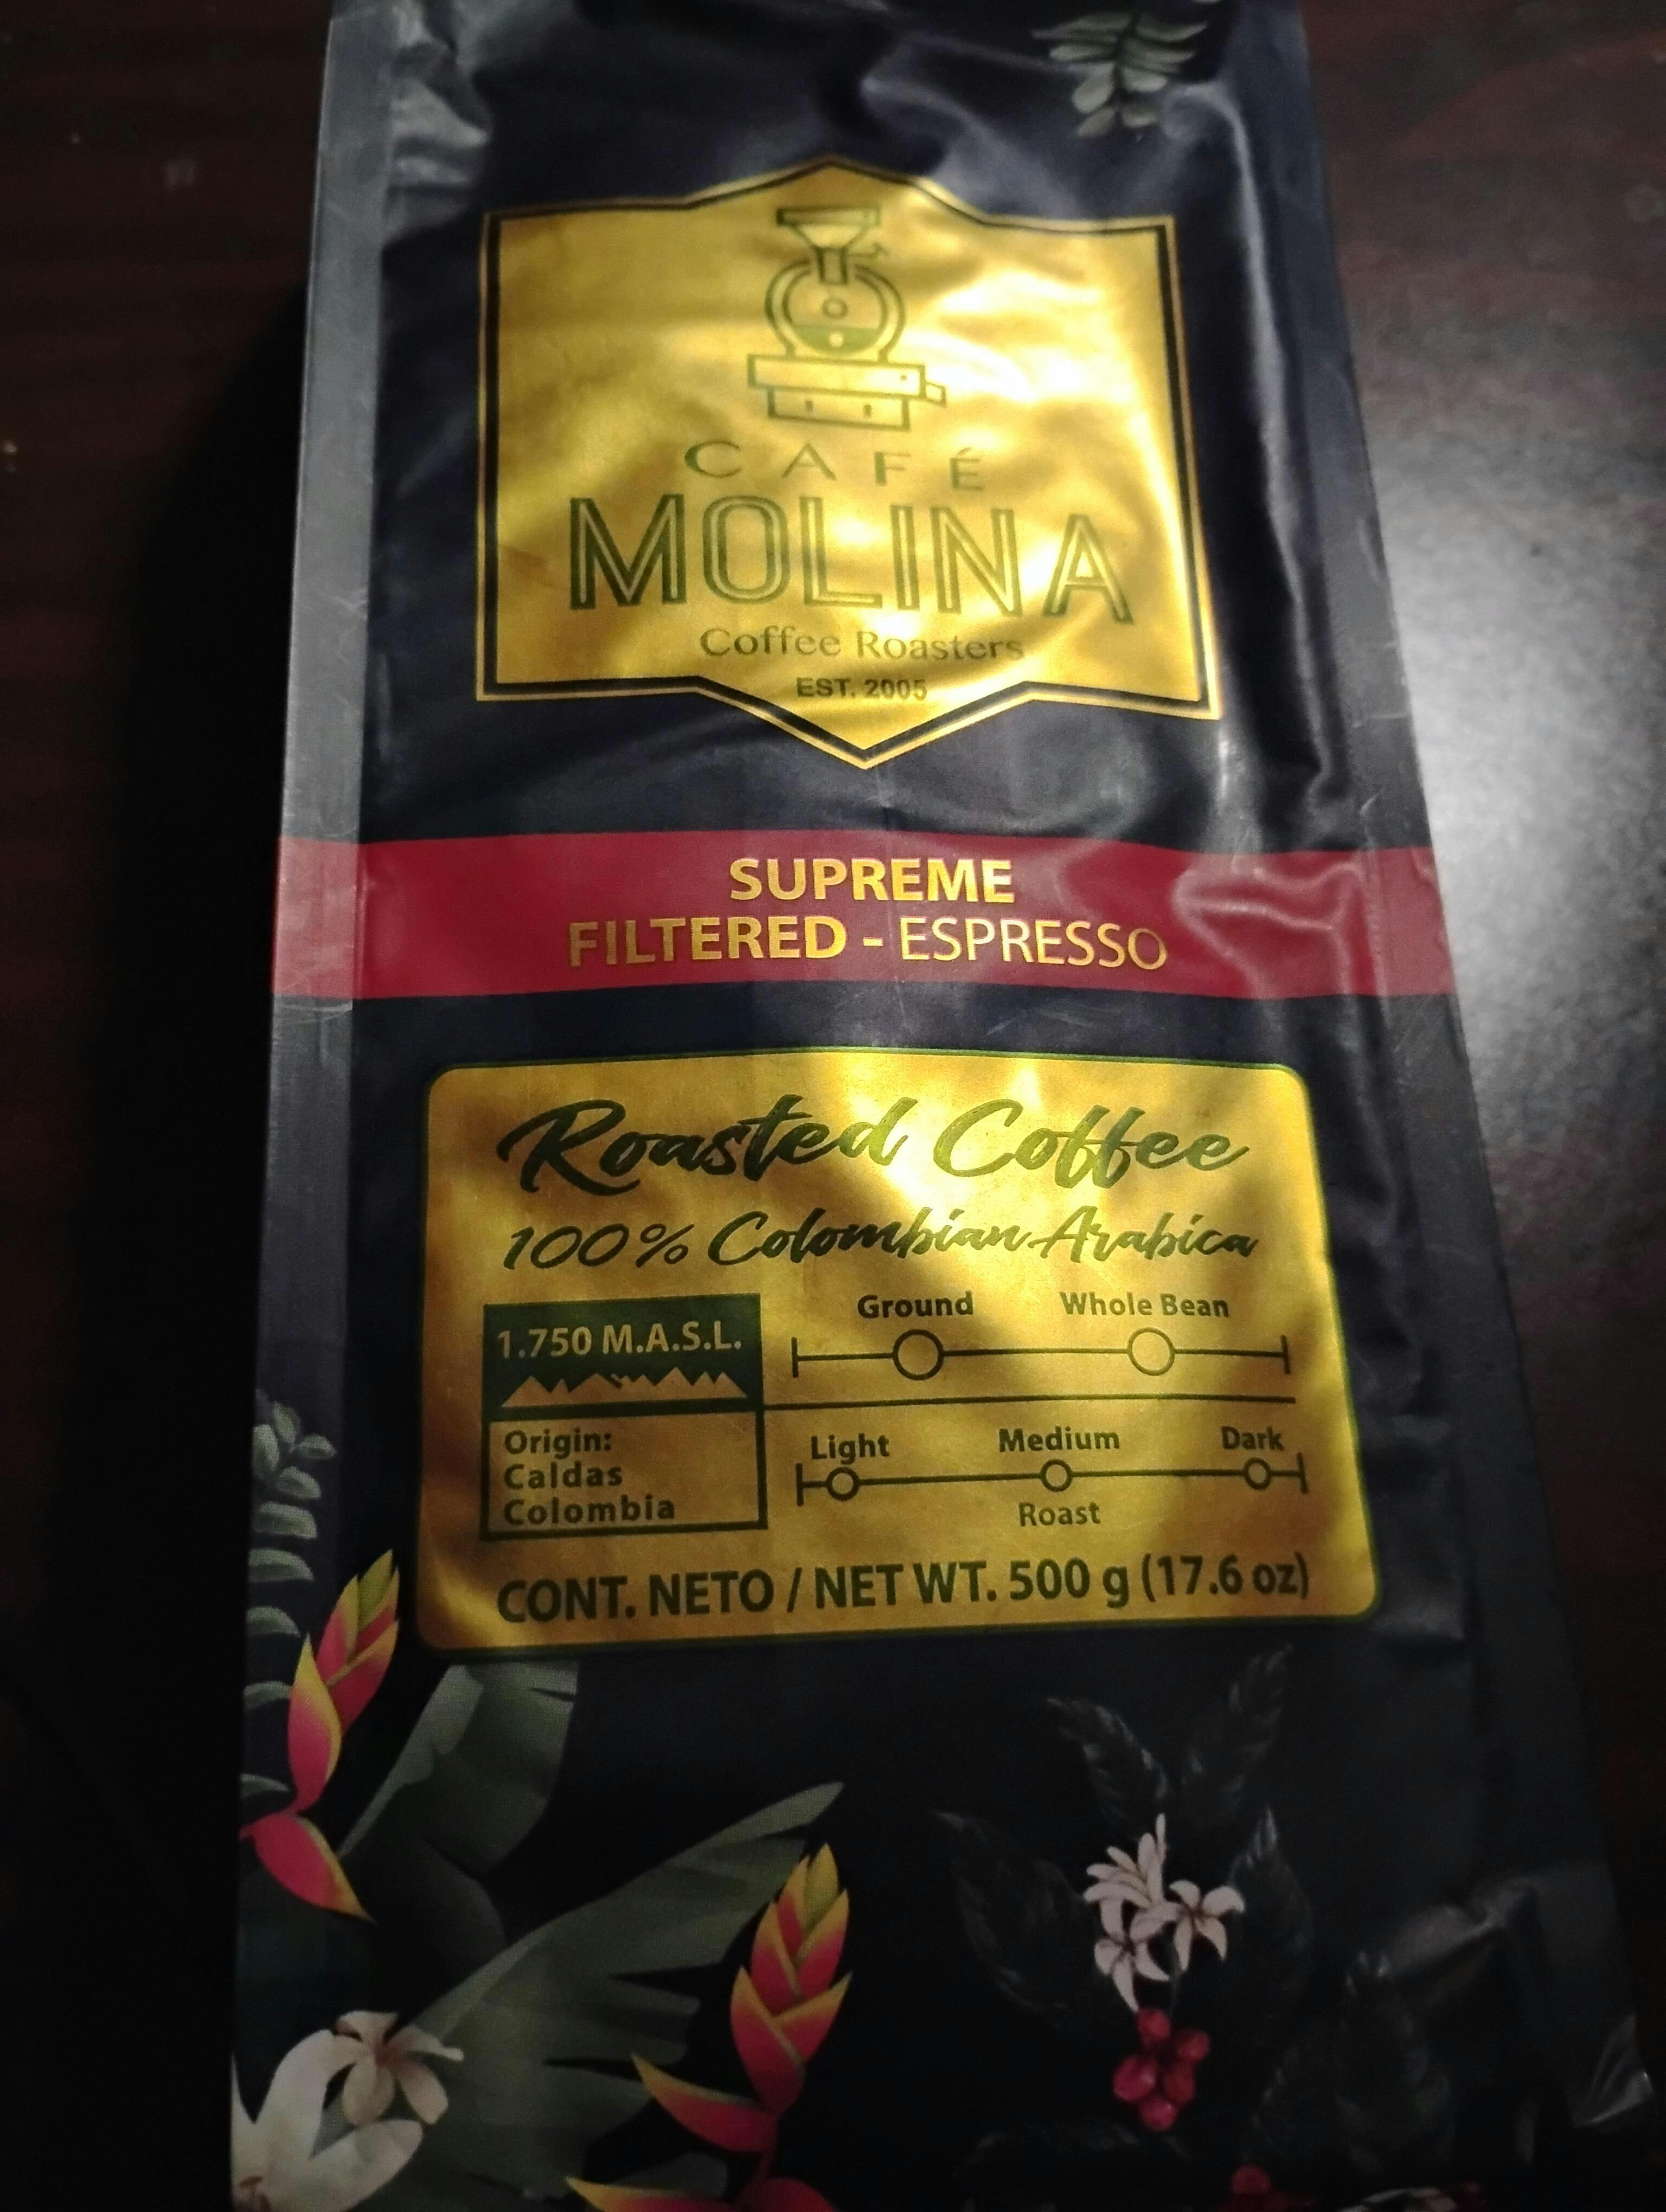 CAFÉ
MOLINA
Coffee Roasters
EST. 2005
SUPREME
FILTERED - ESPRESSO
Roasted Coffee
100% Colombian Arabica
1.750 M.A.S.L.
Origin:
Caldas
Colombia
Ground Whole Bean
Light Medium Dark
Roast
CONT. NETO / NET WT. 500 g (17.6 oz)